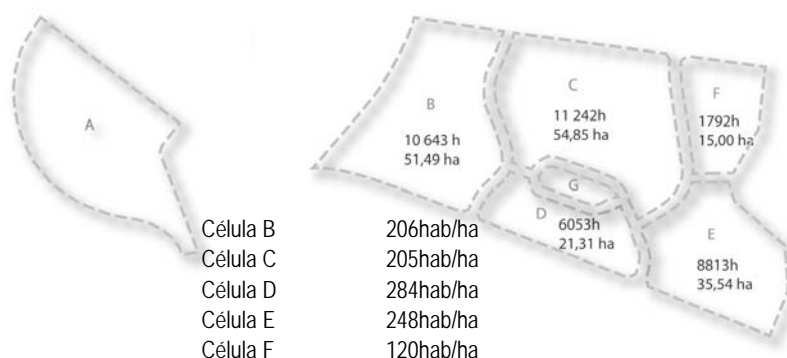 A
B
10 643 h
51,49 ha
C
11 242h
54,85 ha
F
1792h
15,00 ha
G
D
6053h
21,31 ha
E
8813h
35,54 ha
Célula B 206hab/ha
Célula C 205hab/ha
Célula D 284hab/ha
Célula E 248hab/ha
Célula F 120hab/ha